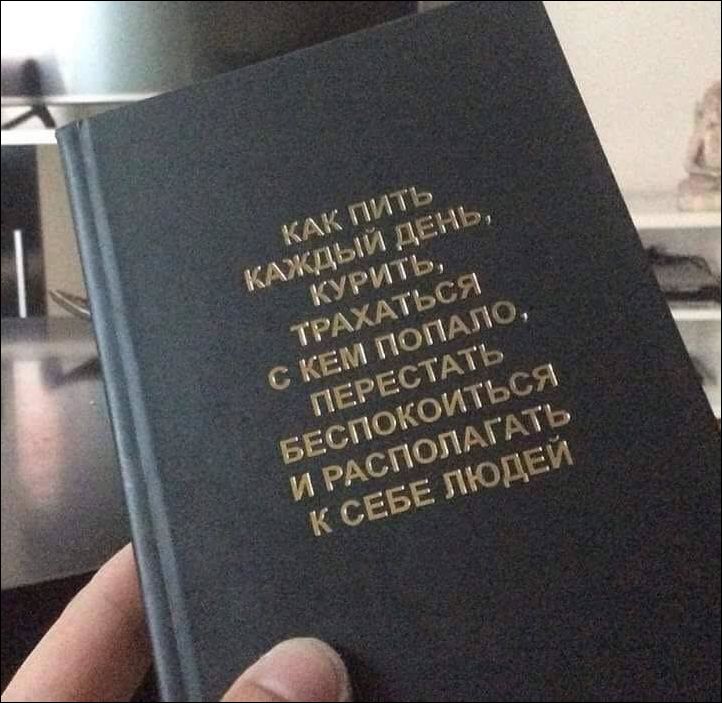 КАК ПИТЬ
КАЖДЫЙ ДЕНЬ,
КУРИТЬ,
ТРАХАТЬСЯ
С КЕМ ПОПАЛО,
ПЕРЕСТАТЬ
БЕСПОКОИТЬСЯ
И РАСПОЛАГАТЬ
К СЕБЕ ЛЮДЕЙ